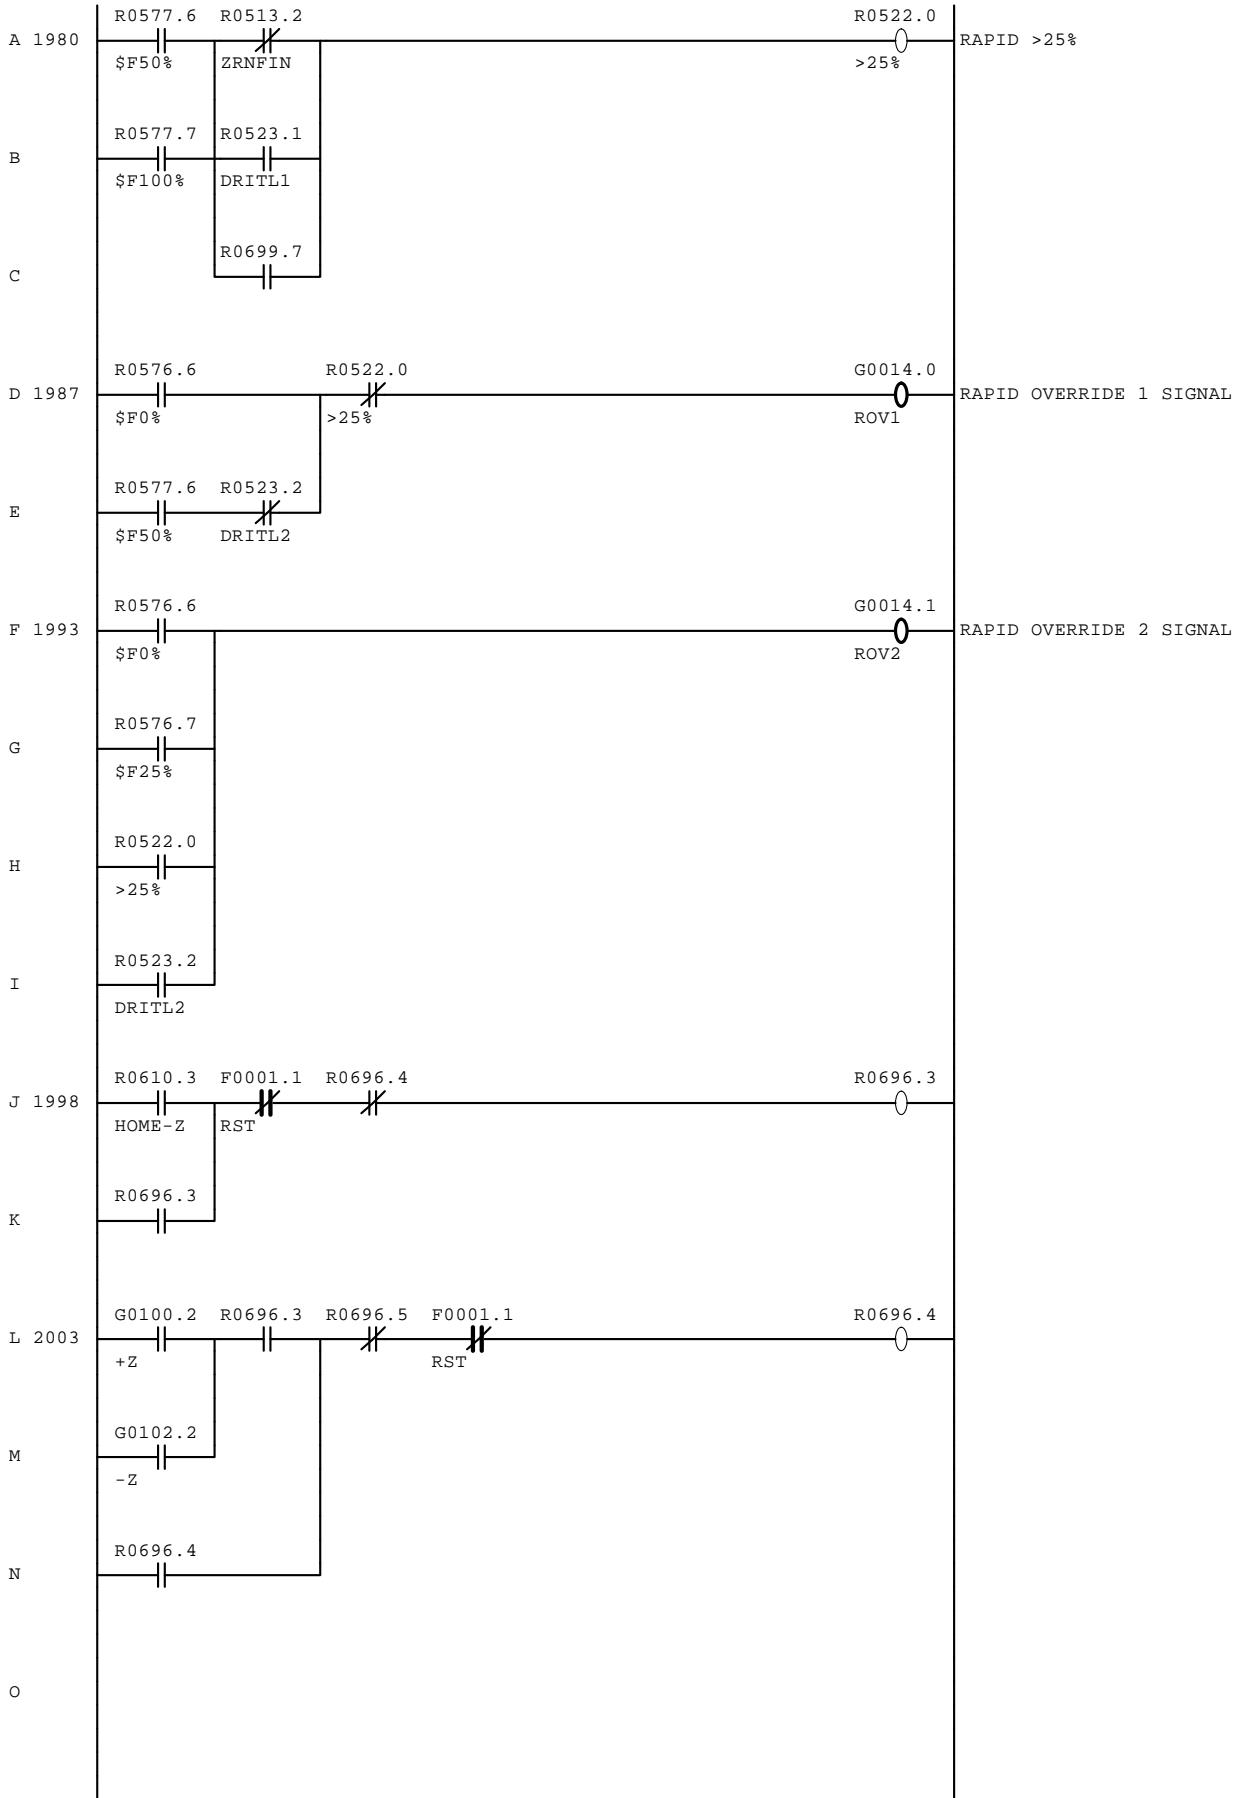 R0577.6 R0513.2 R0522.0
A 1980 RAPID >25%
$F50% ZRNFIN >25%
R0577.7 R0523.1
B
$F100% DRITL1
R0699.7
C
R0576.6 R0522.0 G0014.0
D 1987 RAPID OVERRIDE 1 SIGNAL
$F0% >25% ROV1
R0577.6 R0523.2
E
$F50% DRITL2
R0576.6 G0014.1
F 1993 RAPID OVERRIDE 2 SIGNAL
$F0% ROV2
R0576.7
G
$F25%
R0522.0
H
>25%
R0523.2
I
DRITL2
R0610.3 F0001.1 R0696.4 R0696.3
J 1998
HOME-Z RST
R0696.3
K
G0100.2 R0696.3 R0696.5 F0001.1 R0696.4
L 2003
+Z RST
G0102.2
M
-Z
R0696.4
N
O